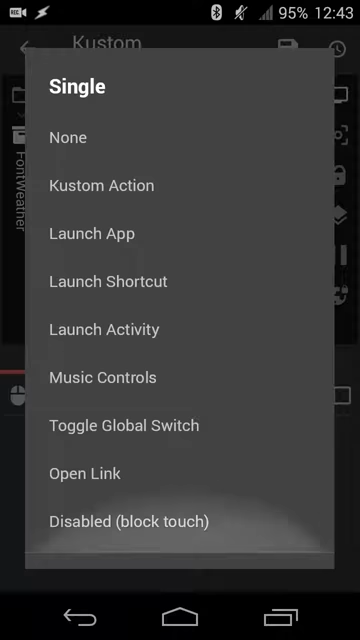 REC
95% 12:43
Kustom
Single
None
Kustom Action
Launch App
Launch Shortcut
Launch Activity
Music Controls
Toggle Global Switch
Open Link
Disabled (block touch)
FontWeather